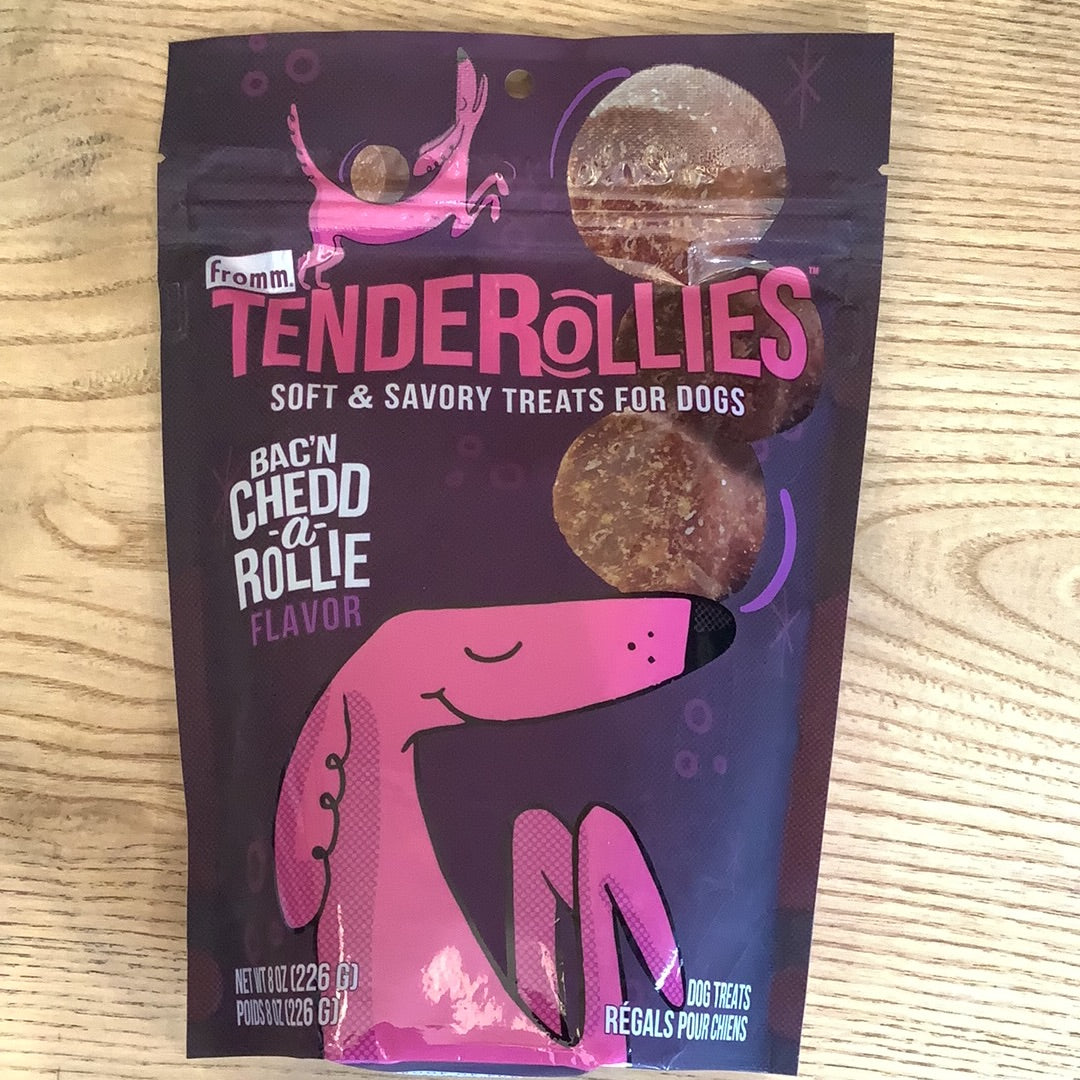 fromm.
TENDEROLLIES™
SOFT & SAVORY TREATS FOR DOGS
BAC'N
CHEDD
-a-
ROLLIE
FLAVOR
NET WT 8 OZ (226 G)
POIDS 8 OZ (226 G)
DOG TREATS
RÉGALS POUR CHIENS